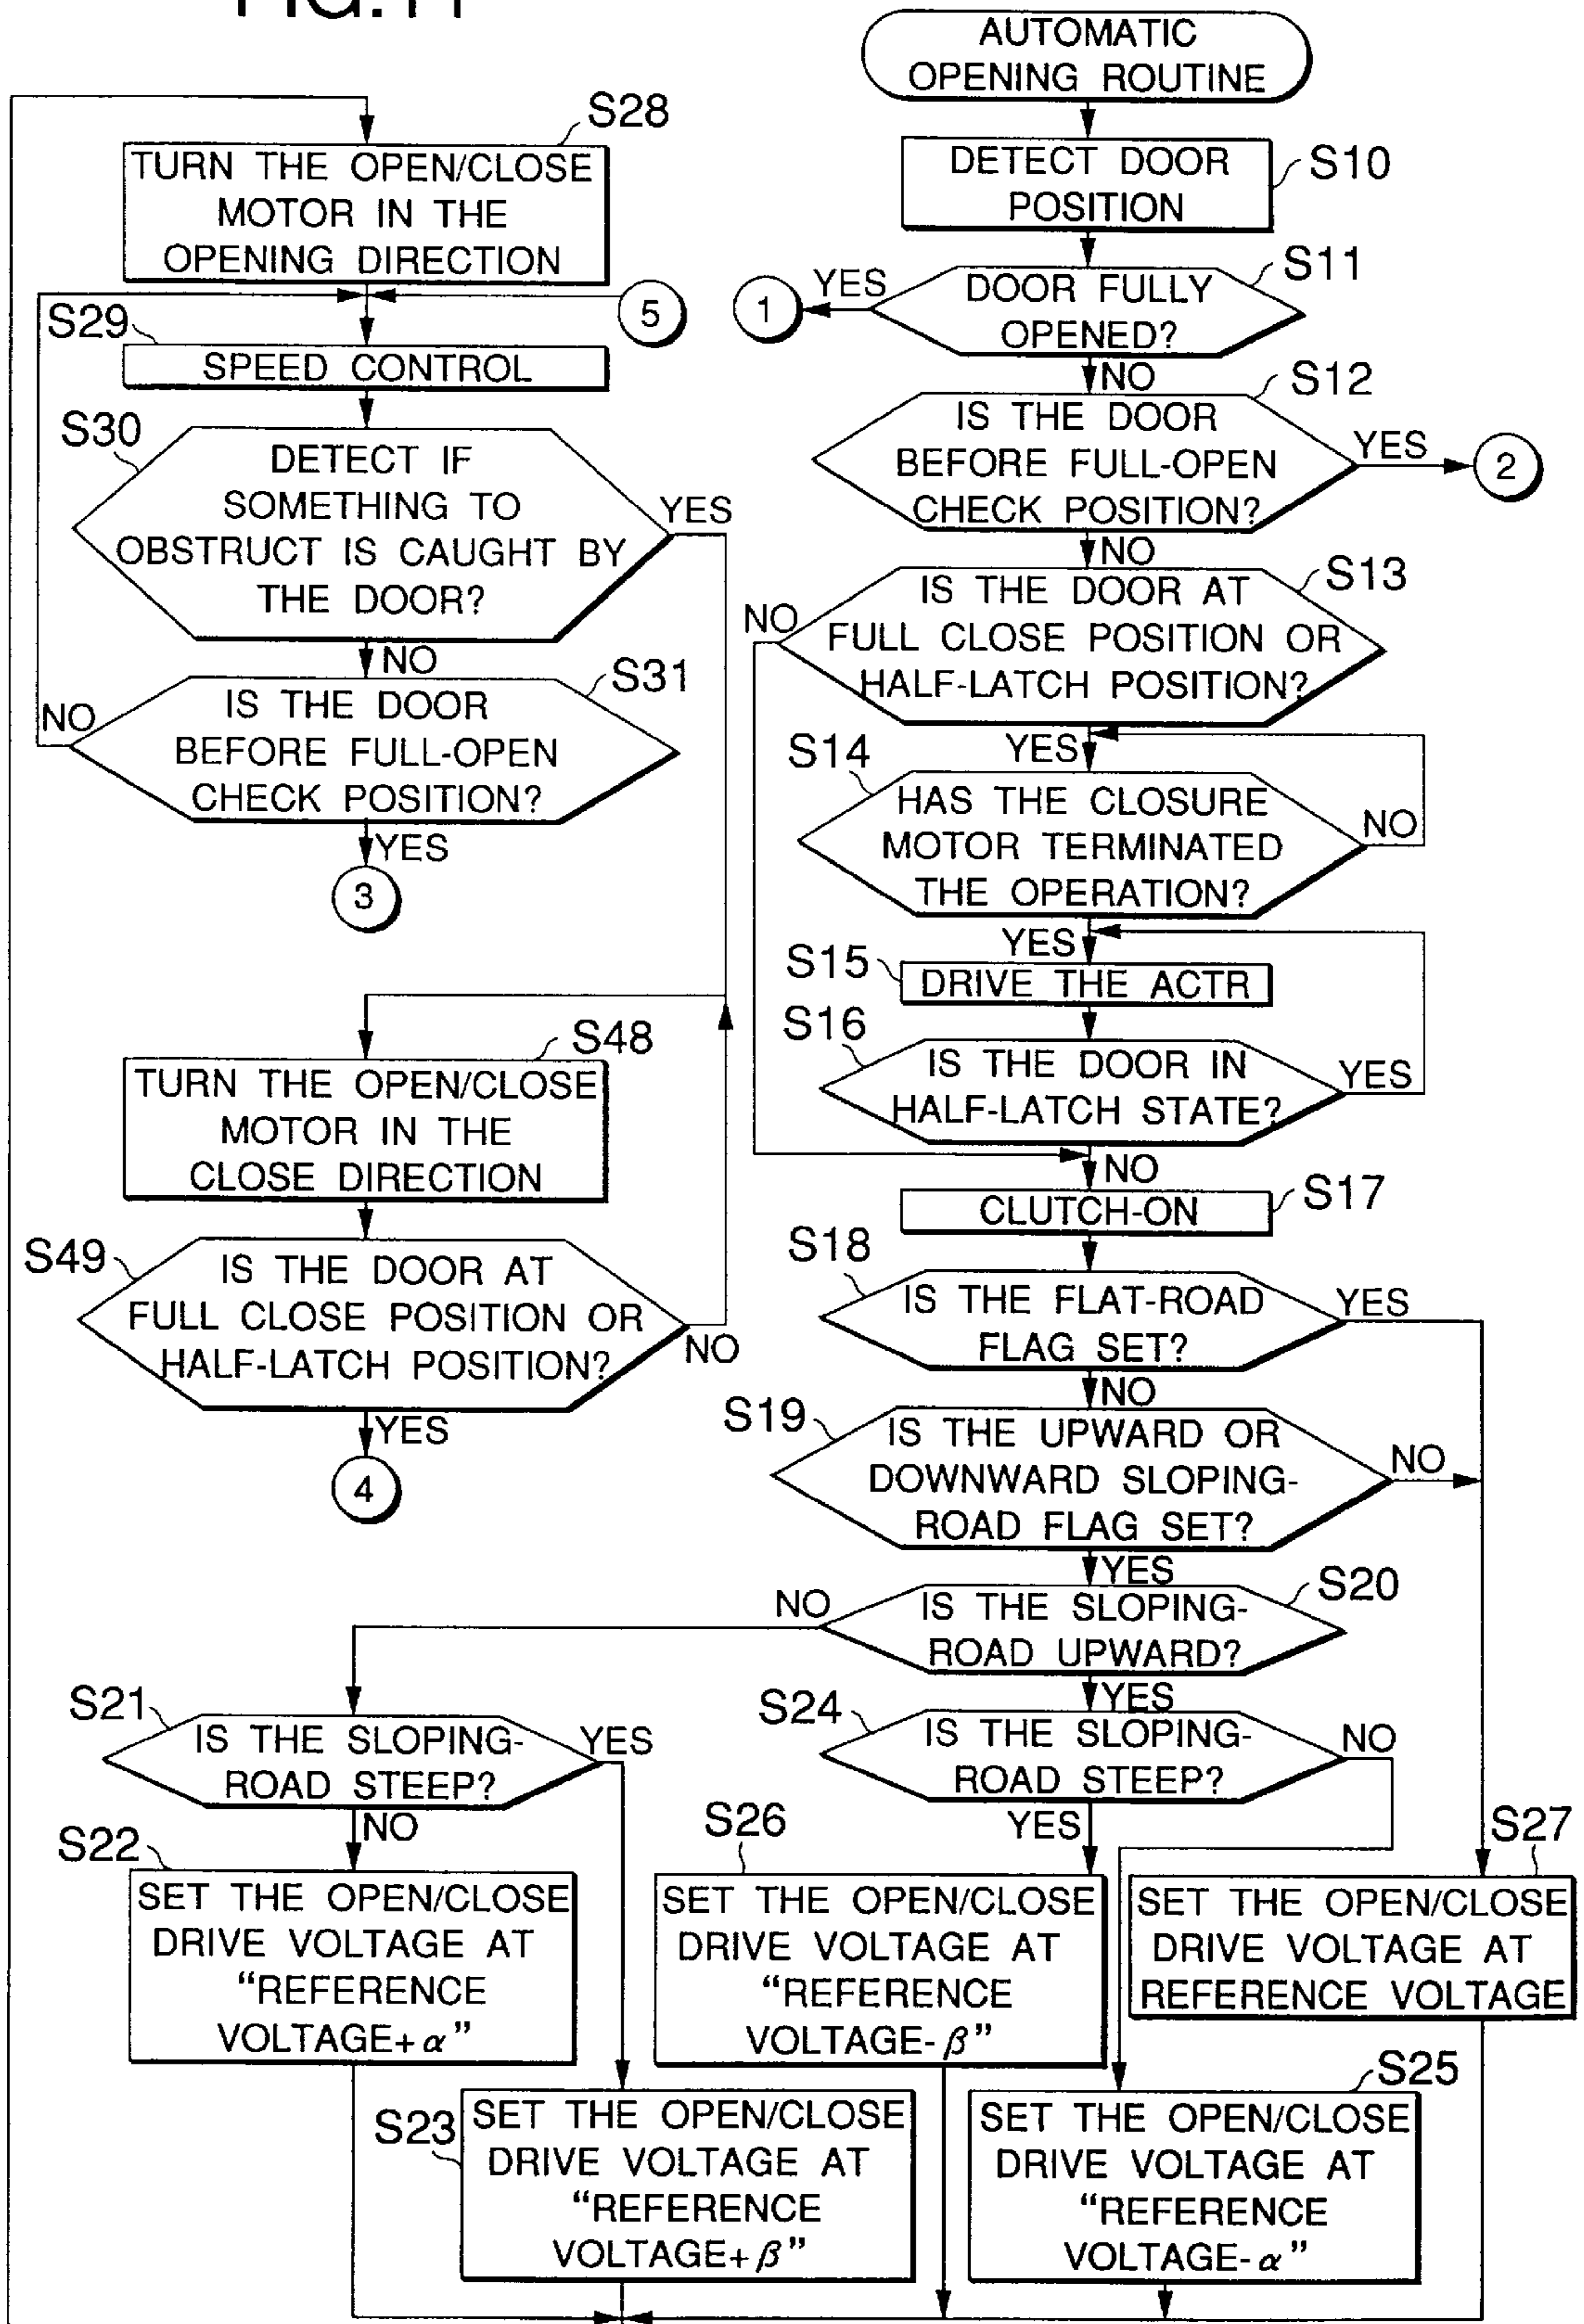 FIG.11
AUTOMATIC
OPENING ROUTINE
DETECT DOOR
POSITION
S10
DOOR FULLY
OPENED?
S11
YES
1
NO
IS THE DOOR
BEFORE FULL-OPEN
CHECK POSITION?
S12
YES
2
NO
IS THE DOOR AT
FULL CLOSE POSITION OR
HALF-LATCH POSITION?
S13
NO
YES
S14
HAS THE CLOSURE
MOTOR TERMINATED
THE OPERATION?
NO
YES
S15
DRIVE THE ACTR
S16
IS THE DOOR IN
HALF-LATCH STATE?
YES
NO
CLUTCH-ON
S17
S18
IS THE FLAT-ROAD
FLAG SET?
YES
NO
S19
IS THE UPWARD OR
DOWNWARD SLOPING-
ROAD FLAG SET?
NO
YES
S20
IS THE SLOPING-
ROAD UPWARD?
NO
YES
S21
IS THE SLOPING-
ROAD STEEP?
YES
NO
S22
SET THE OPEN/CLOSE
DRIVE VOLTAGE AT
“REFERENCE
VOLTAGE+α”
S23
SET THE OPEN/CLOSE
DRIVE VOLTAGE AT
“REFERENCE
VOLTAGE+β”
S24
IS THE SLOPING-
ROAD STEEP?
NO
YES
S26
SET THE OPEN/CLOSE
DRIVE VOLTAGE AT
“REFERENCE
VOLTAGE-β”
S25
SET THE OPEN/CLOSE
DRIVE VOLTAGE AT
“REFERENCE
VOLTAGE-α”
S27
SET THE OPEN/CLOSE
DRIVE VOLTAGE AT
REFERENCE VOLTAGE
S28
TURN THE OPEN/CLOSE
MOTOR IN THE
OPENING DIRECTION
5
S29
SPEED CONTROL
S30
DETECT IF
SOMETHING TO
OBSTRUCT IS CAUGHT BY
THE DOOR?
YES
NO
S31
IS THE DOOR
BEFORE FULL-OPEN
CHECK POSITION?
NO
YES
3
S48
TURN THE OPEN/CLOSE
MOTOR IN THE
CLOSE DIRECTION
S49
IS THE DOOR AT
FULL CLOSE POSITION OR
HALF-LATCH POSITION?
NO
YES
4